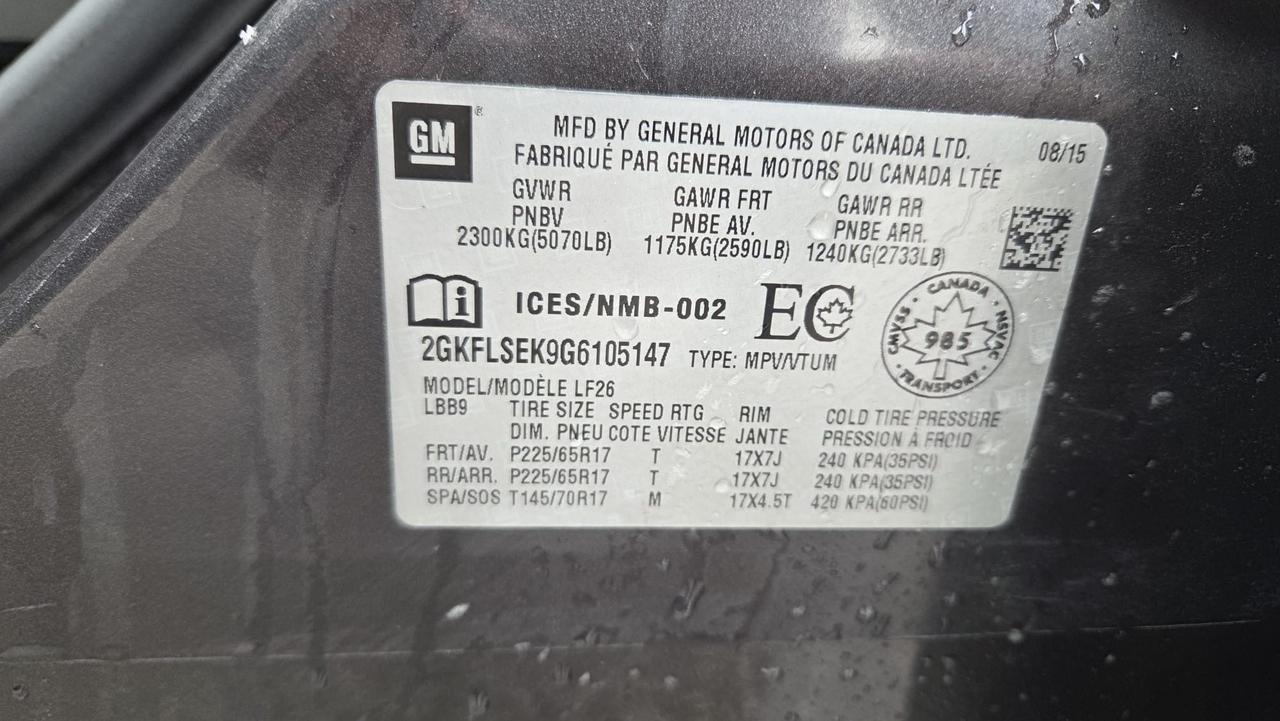 GM ®
MFD BY GENERAL MOTORS OF CANADA LTD. 08/15
FABRIQUÉ PAR GENERAL MOTORS DU CANADA LTÉE
GVWR GAWR FRT GAWR RR
PNBV PNBE AV. PNBE ARR.
2300KG(5070LB) 1175KG(2590LB) 1240KG(2733LB)
i ICES/NMB-002 EC
CANADA
CMVSS 985 NSVAC
TRANSPORT
2GKFLSEK9G6105147 TYPE: MPV/VTUM
MODEL/MODÈLE LF26
LBB9 TIRE SIZE SPEED RTG RIM COLD TIRE PRESSURE
DIM. PNEU COTE VITESSE JANTE PRESSION À FROID
FRT/AV. P225/65R17 T 17X7J 240 KPA(35PSI)
RR/ARR. P225/65R17 T 17X7J 240 KPA(35PSI)
SPA/SOS T145/70R17 M 17X4.5T 420 KPA(60PSI)